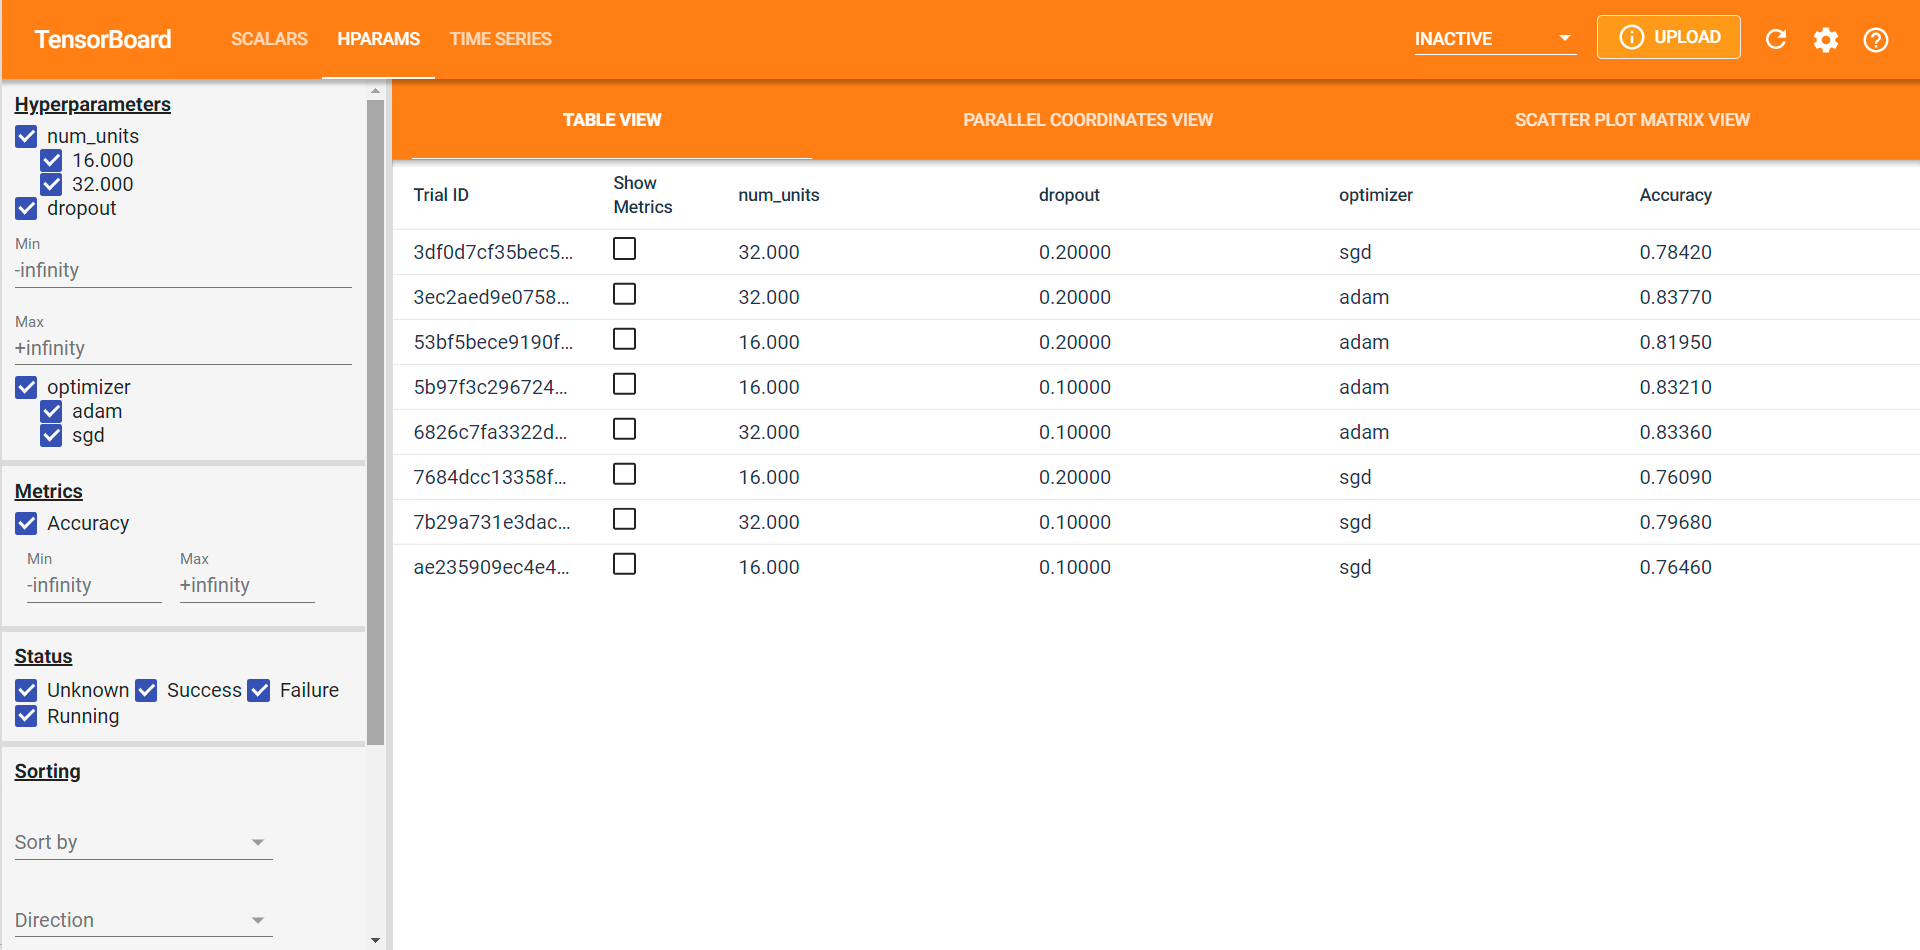 TensorBoard
SCALARS
HPARAMS
TIME SERIES
INACTIVE
UPLOAD
Hyperparameters
num_units
16.000
32.000
dropout
Min
-infinity
Max
+infinity
optimizer
adam
sgd
Metrics
Accuracy
Min Max
-infinity +infinity
Status
Unknown Success Failure
Running
Sorting
Sort by
Direction
TABLE VIEW PARALLEL COORDINATES VIEW SCATTER PLOT MATRIX VIEW
Trial ID Show Metrics num_units dropout optimizer Accuracy
3df0d7cf35bec5... 32.000 0.20000 sgd 0.78420
3ec2aed9e0758... 32.000 0.20000 adam 0.83770
53bf5bece9190f... 16.000 0.20000 adam 0.81950
5b97f3c296724... 16.000 0.10000 adam 0.83210
6826c7fa3322d... 32.000 0.10000 adam 0.83360
7684dcc13358f... 16.000 0.20000 sgd 0.76090
7b29a731e3dac... 32.000 0.10000 sgd 0.79680
ae235909ec4e4... 16.000 0.10000 sgd 0.76460